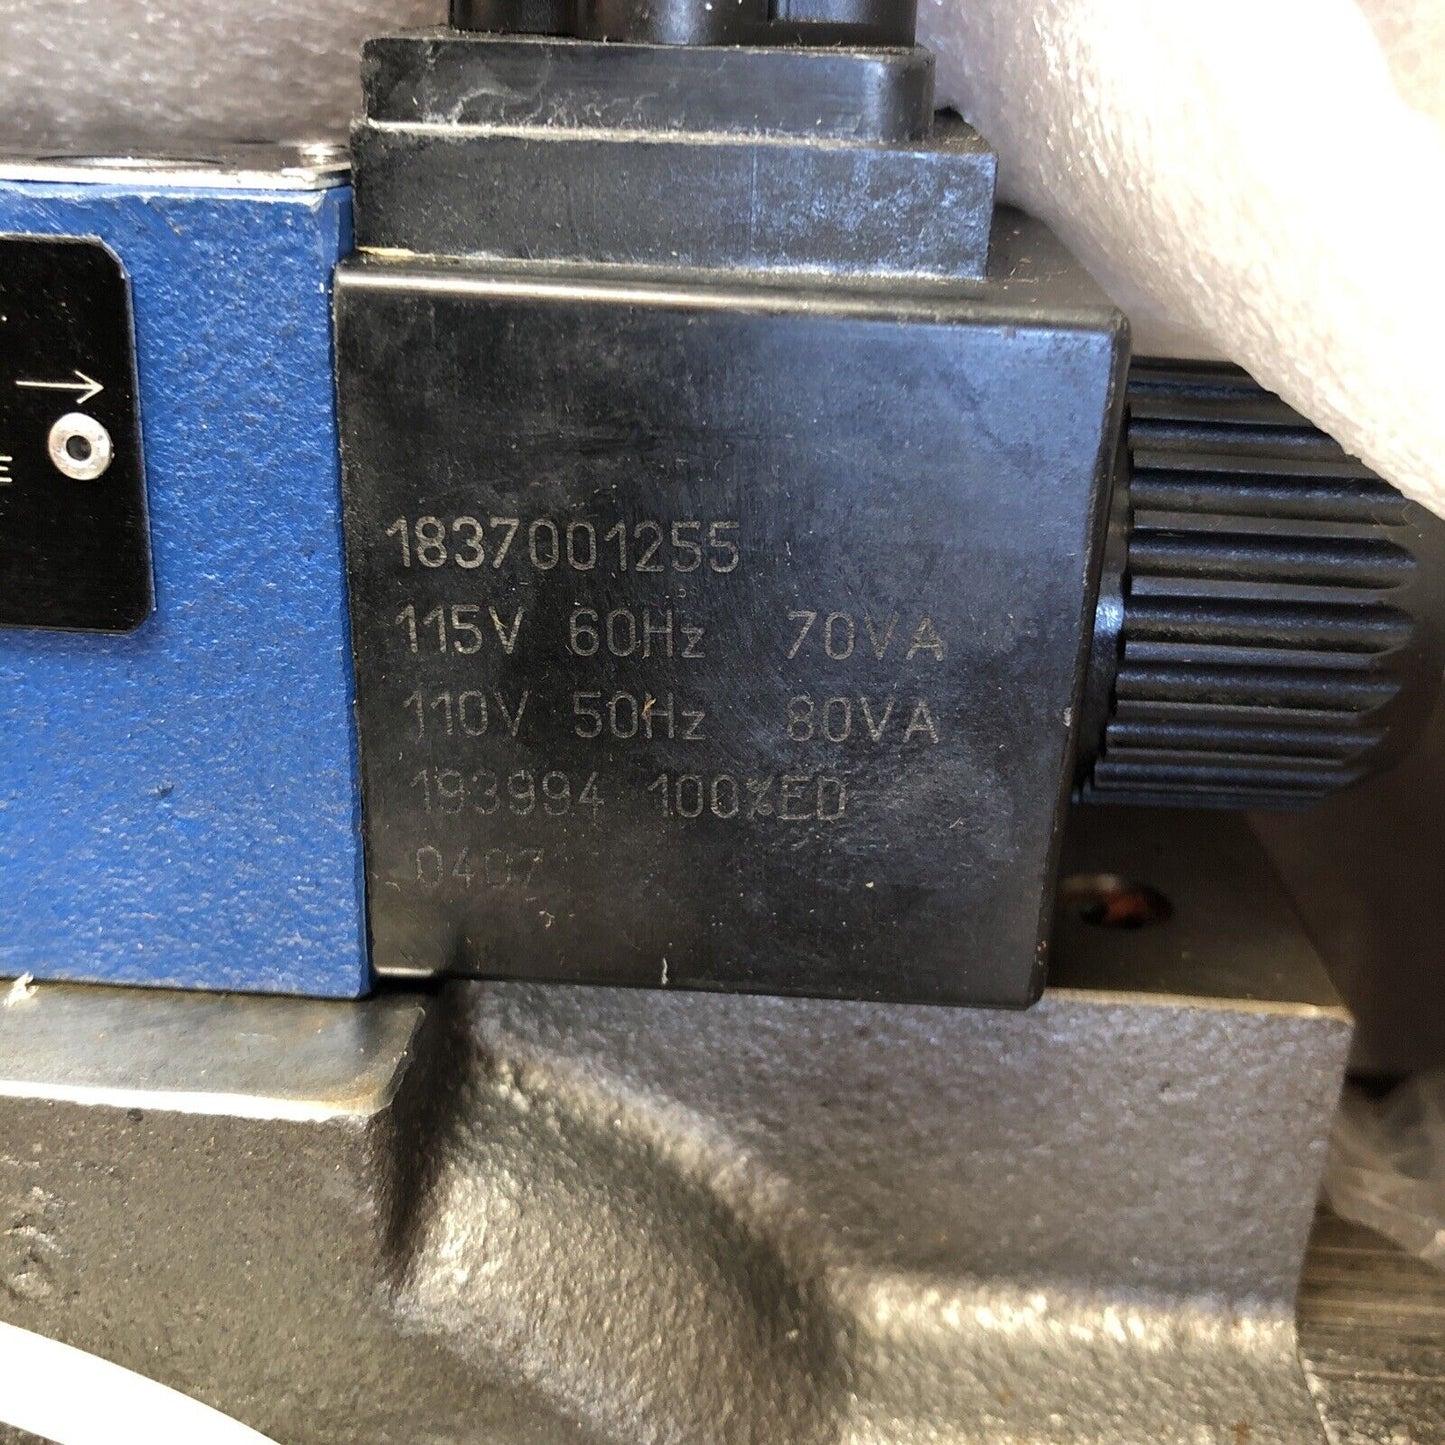 E
1837001255
115V 60Hz 70VA
110V 50Hz 80VA
193994 100%ED
0407